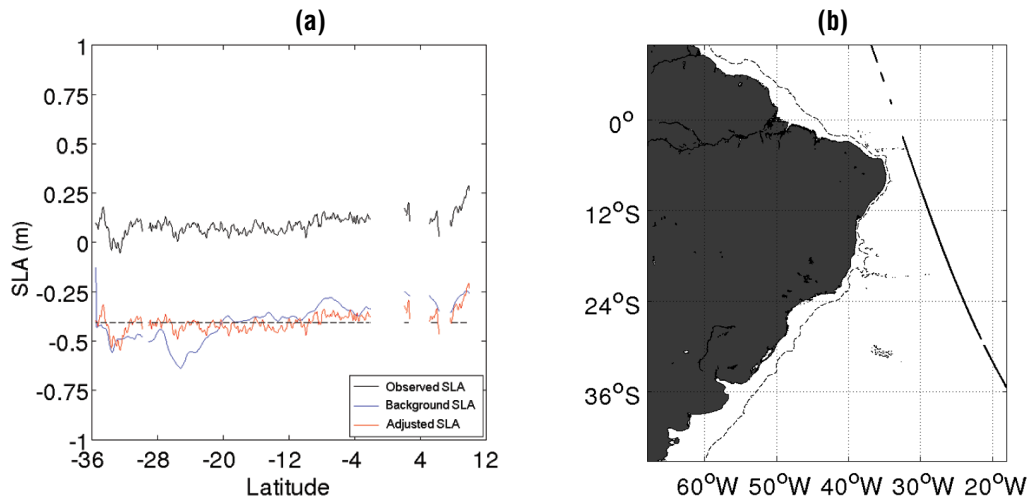 (a)
(b)
1
0.75
0.5
0.25
0
-0.25
-0.5
-0.75
-1
SLA (m)
Observed SLA
Background SLA
Adjusted SLA
-36 -28 -20 -12 -4 4 12
Latitude
0°
12°S
24°S
36°S
60°W 50°W 40°W 30°W 20°W